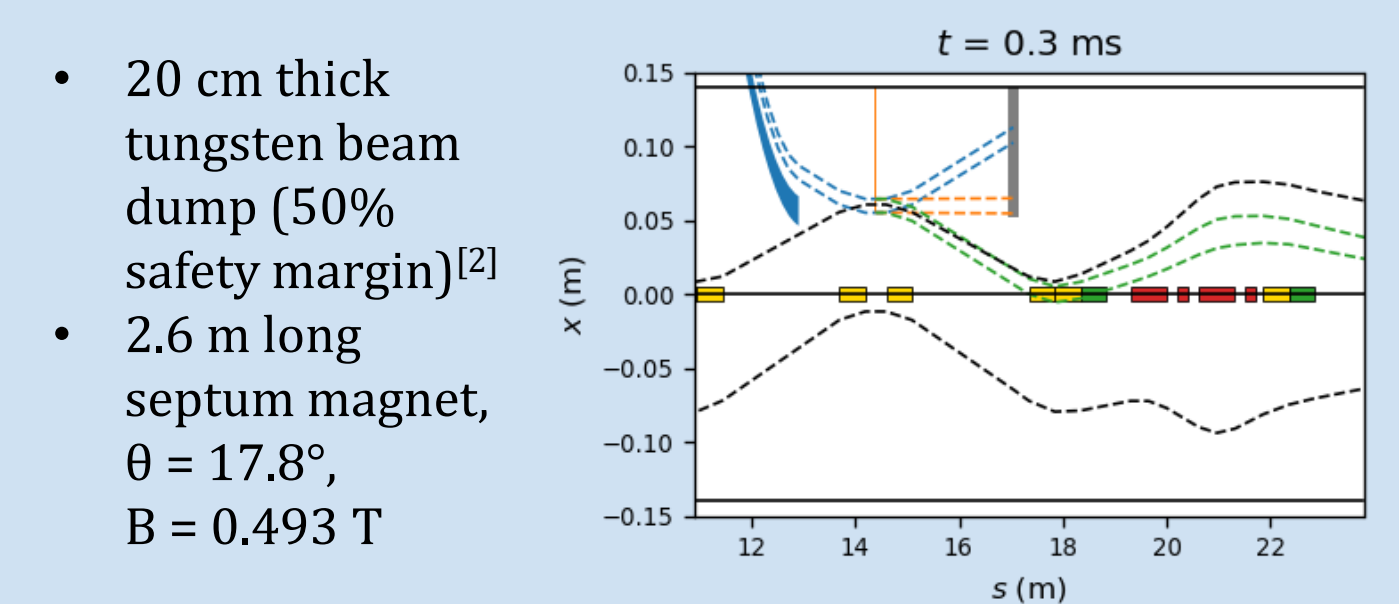 • 20 cm thick
tungsten beam
dump (50%
safety margin)[2]
• 2.6 m long
septum magnet,
θ = 17.8°,
B = 0.493 T
t = 0.3 ms
0.15
0.10
0.05
0.00
−0.05
−0.10
−0.15
x (m)
12 14 16 18 20 22
s (m)